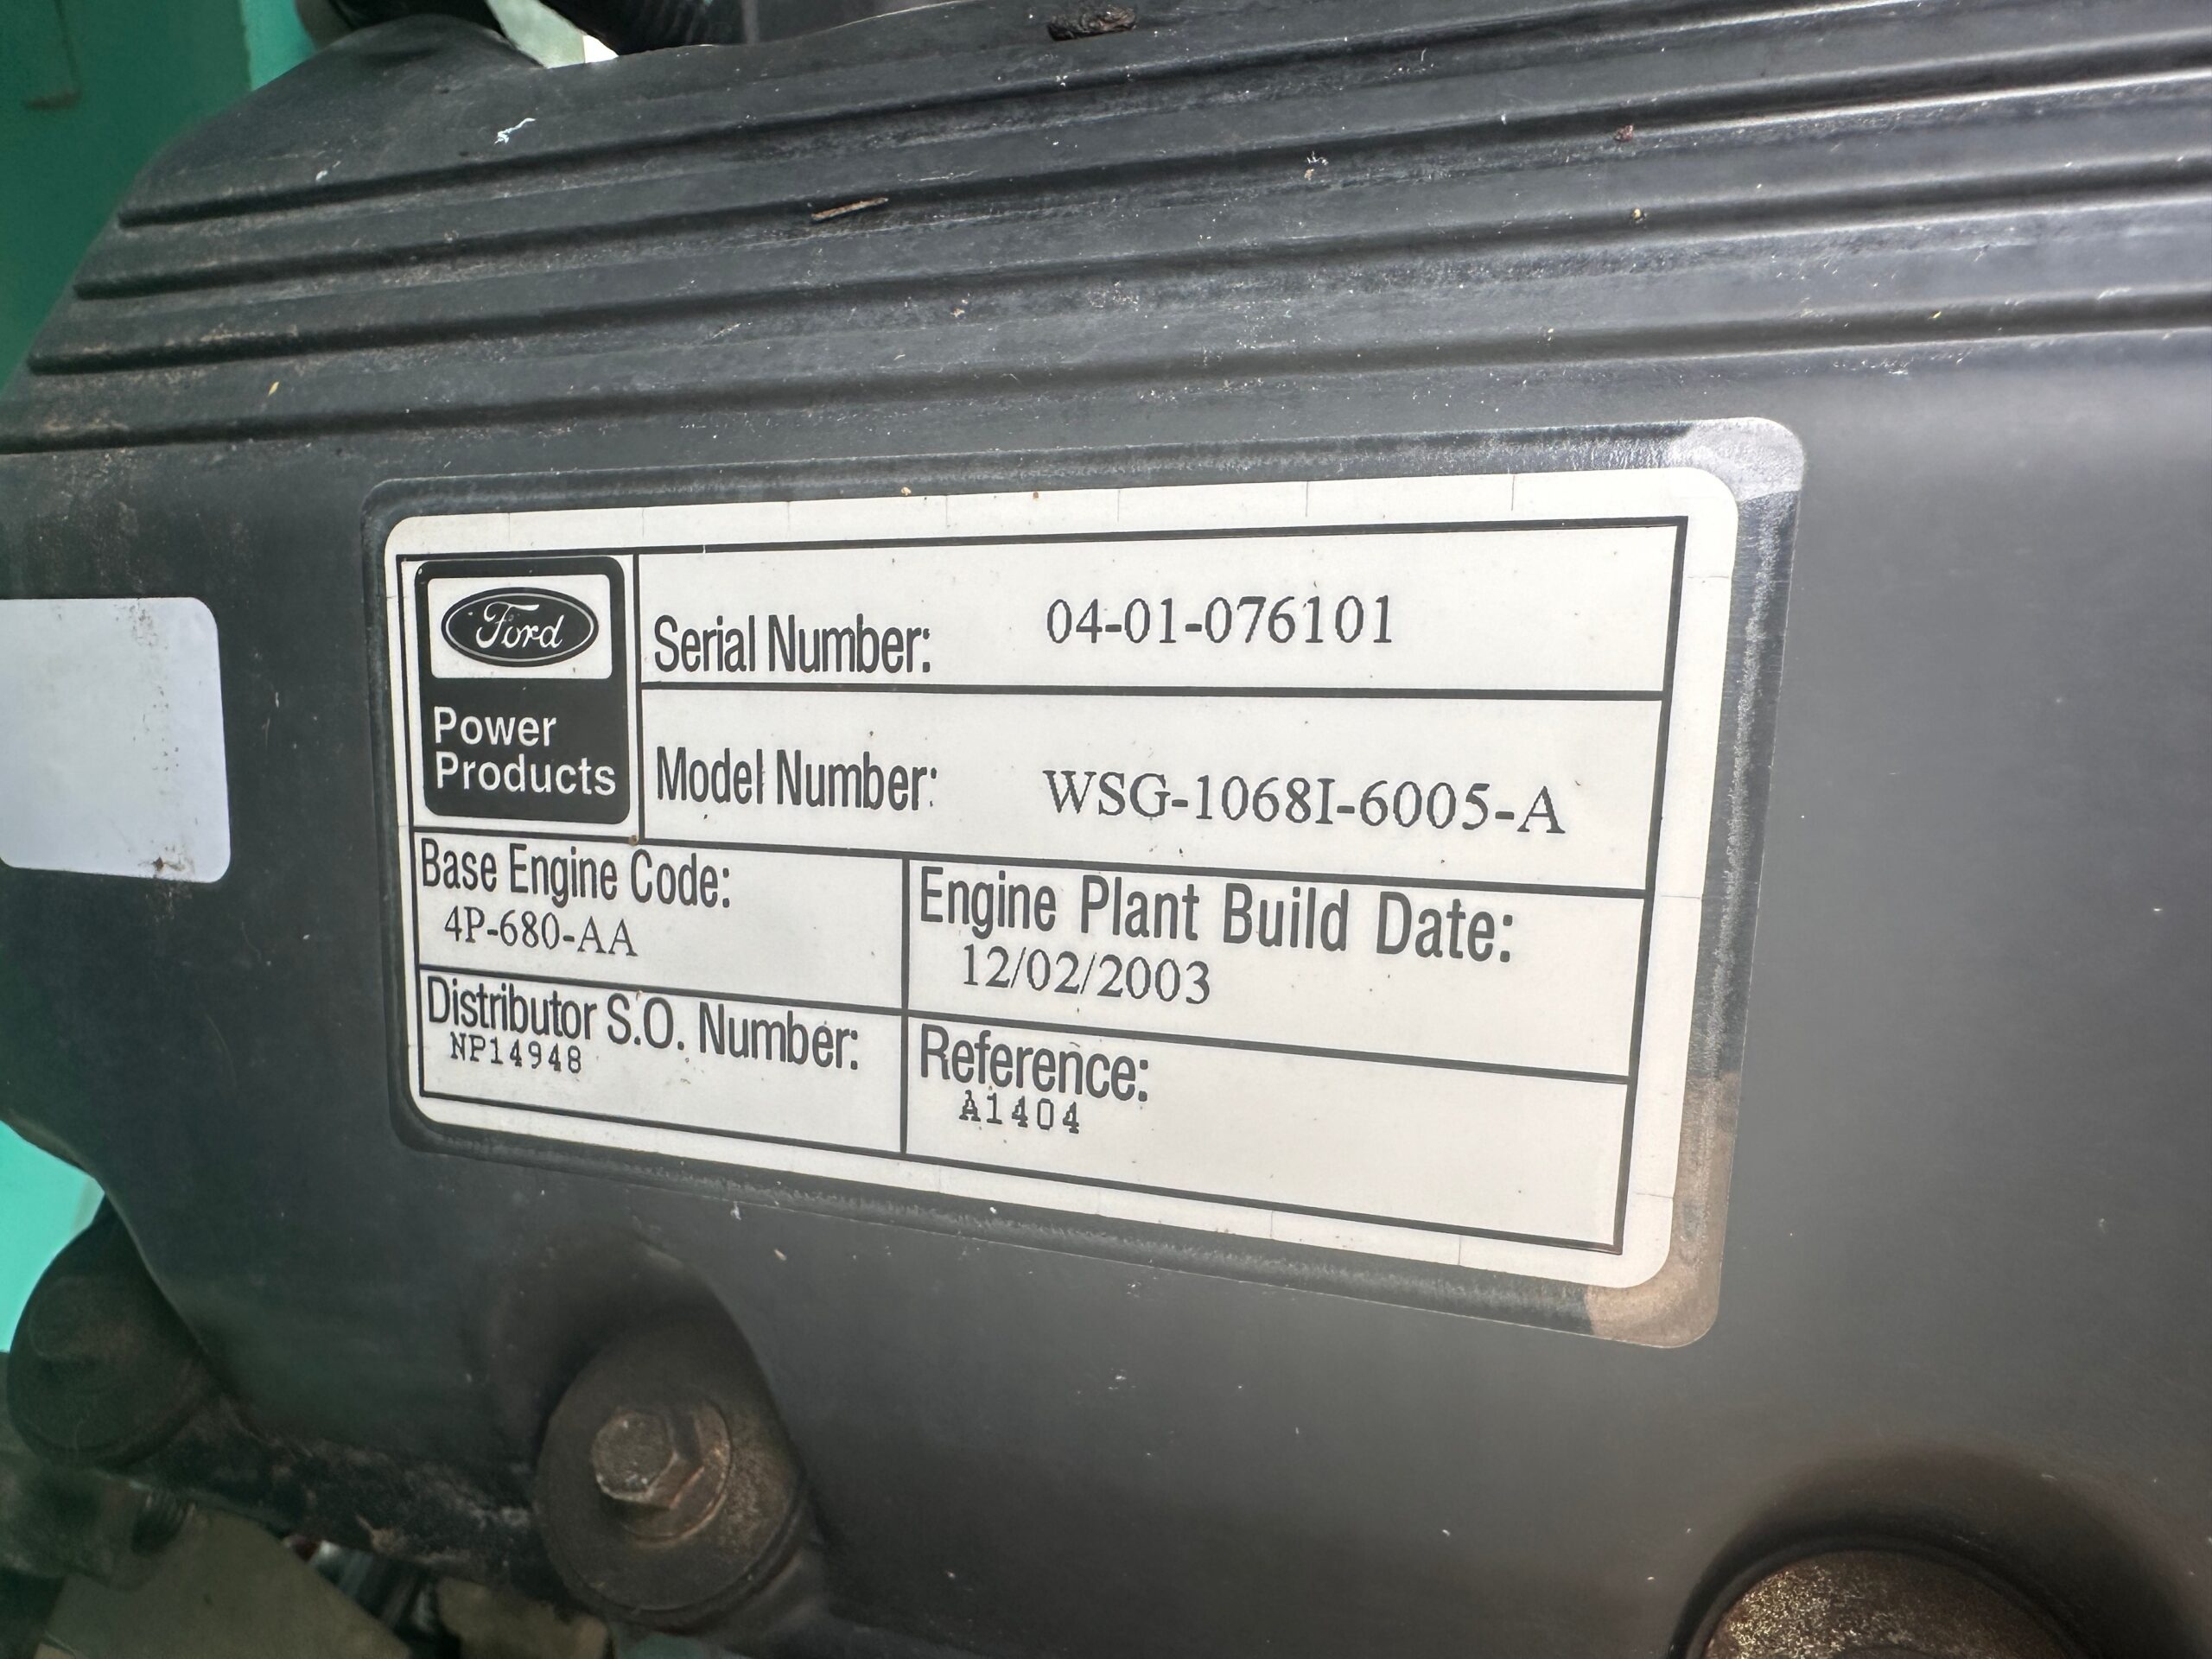 Ford
Power
Products
Serial Number: 04-01-076101
Model Number: WSG-1068I-6005-A
Base Engine Code:
4P-680-AA
Engine Plant Build Date:
12/02/2003
Distributor S.O. Number:
NP14948
Reference:
A1404